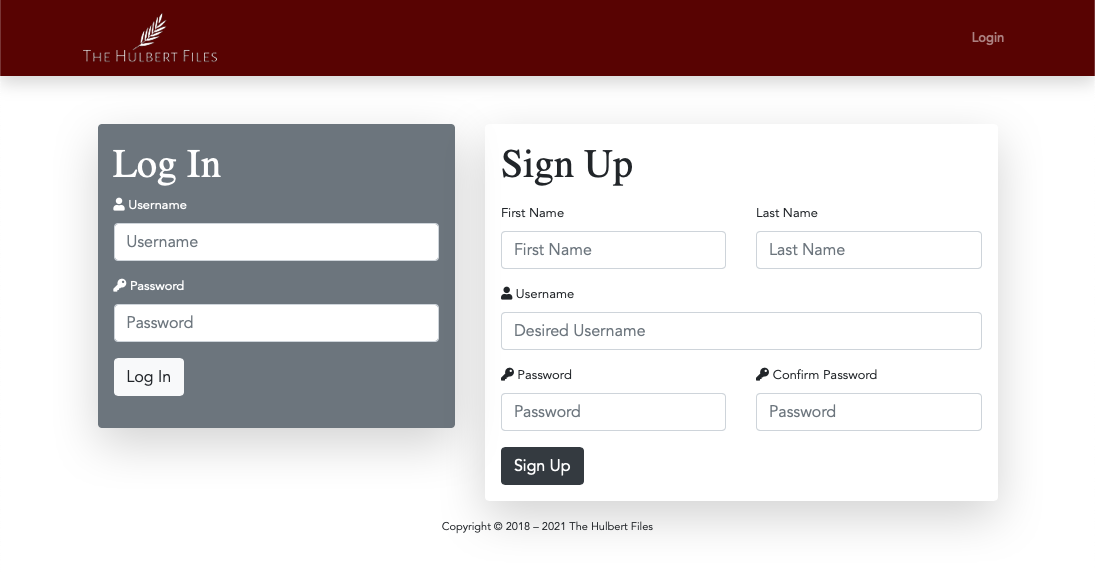 The Hulbert Files
Login
Log In
Username
Username
Password
Password
Log In
Sign Up
First Name
Last Name
First Name
Last Name
Username
Desired Username
Password
Confirm Password
Password
Password
Sign Up
Copyright © 2018 – 2021 The Hulbert Files